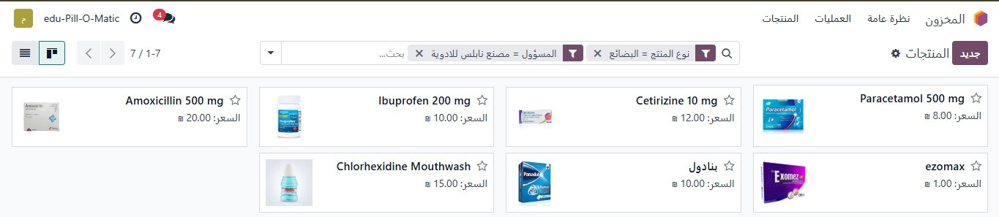 المخزون نظرة عامة العمليات المنتجات 4 edu-Pill-O-Matic م
جديد المنتجات نوع المنتج = البضائع ✕ المسؤول = مصنع نابلس للادوية ✕ بحث... 1-7 / 7
Paracetamol 500 mg
السعر: 8.00 ₪
Paracetamol
Cetirizine 10 mg
السعر: 12.00 ₪
Cetirizine
Ibuprofen 200 mg
السعر: 10.00 ₪
Ibuprofen
Amoxicillin 500 mg
السعر: 20.00 ₪
Amoxicillin
ezomax
السعر: 1.00 ₪
Exomez
بنادول
السعر: 10.00 ₪
Panadol
Advance
Chlorhexidine Mouthwash
السعر: 15.00 ₪